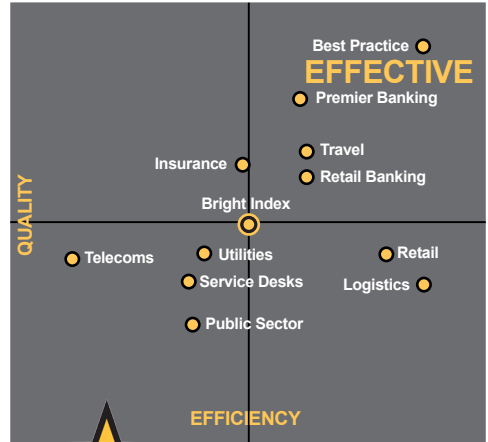 Best Practice
EFFECTIVE
Premier Banking
Travel
Insurance
Retail Banking
QUALITY
Bright Index
Telecoms
Utilities
Retail
Service Desks
Logistics
Public Sector
EFFICIENCY